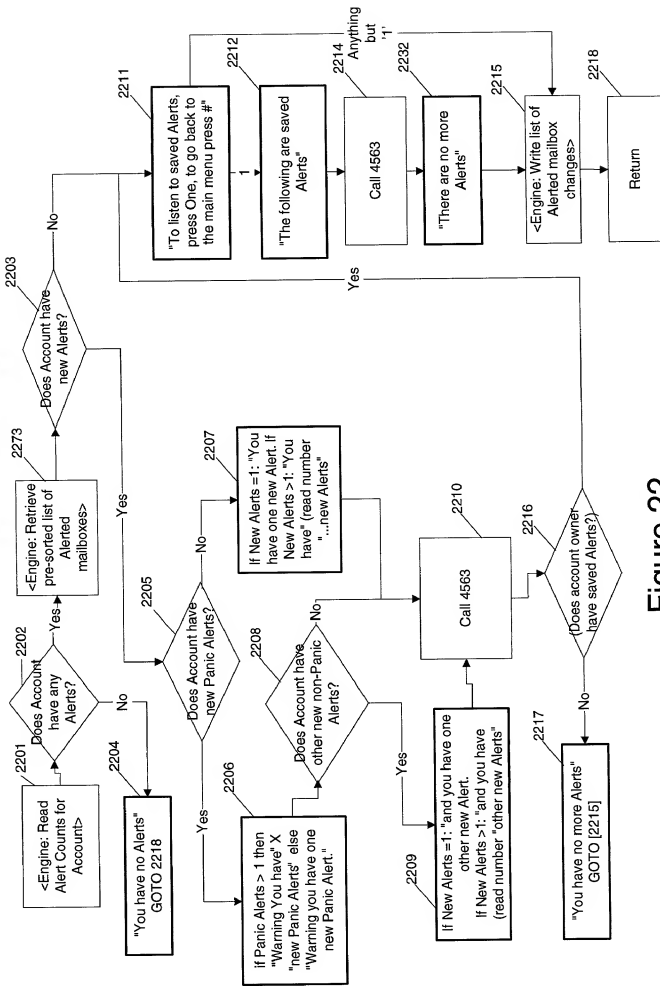 2201
<Engine: Read
Alert Counts for
Account>
2202
Does Account
have any
Alerts?
Yes
No
2204
"You have no Alerts"
GOTO 2218
2273
<Engine: Retrieve
pre-sorted list of
Alerted
mailboxes>
2203
Does Account have
new Alerts?
No
Yes
2205
Does Account have
new Panic Alerts?
Yes
No
2206
if Panic Alerts > 1 then
"Warning You have" X
"new Panic Alerts" else
"Warning you have one
new Panic Alert."
2207
If New Alerts =1: "You
have one new Alert. If
New Alerts >1: "You
have" (read number
"...new Alerts"
2208
Does Account have
other new non-Panic
Alerts?
No
Yes
2209
If New Alerts =1: "and you have one
other new Alert.
If New Alerts >1: "and you have
(read number "other new Alerts"
2210
Call 4563
2216
(Does account owner
have saved Alerts?)
Yes
No
2217
"You have no more Alerts"
GOTO [2215]
2211
"To listen to saved Alerts,
press One, to go back to
the main menu press #"
1
Anything
but
'1'
2212
"The following are saved
Alerts"
2214
Call 4563
2232
"There are no more
Alerts"
2215
<Engine: Write list of
Alerted mailbox
changes>
2218
Return
Figure 22